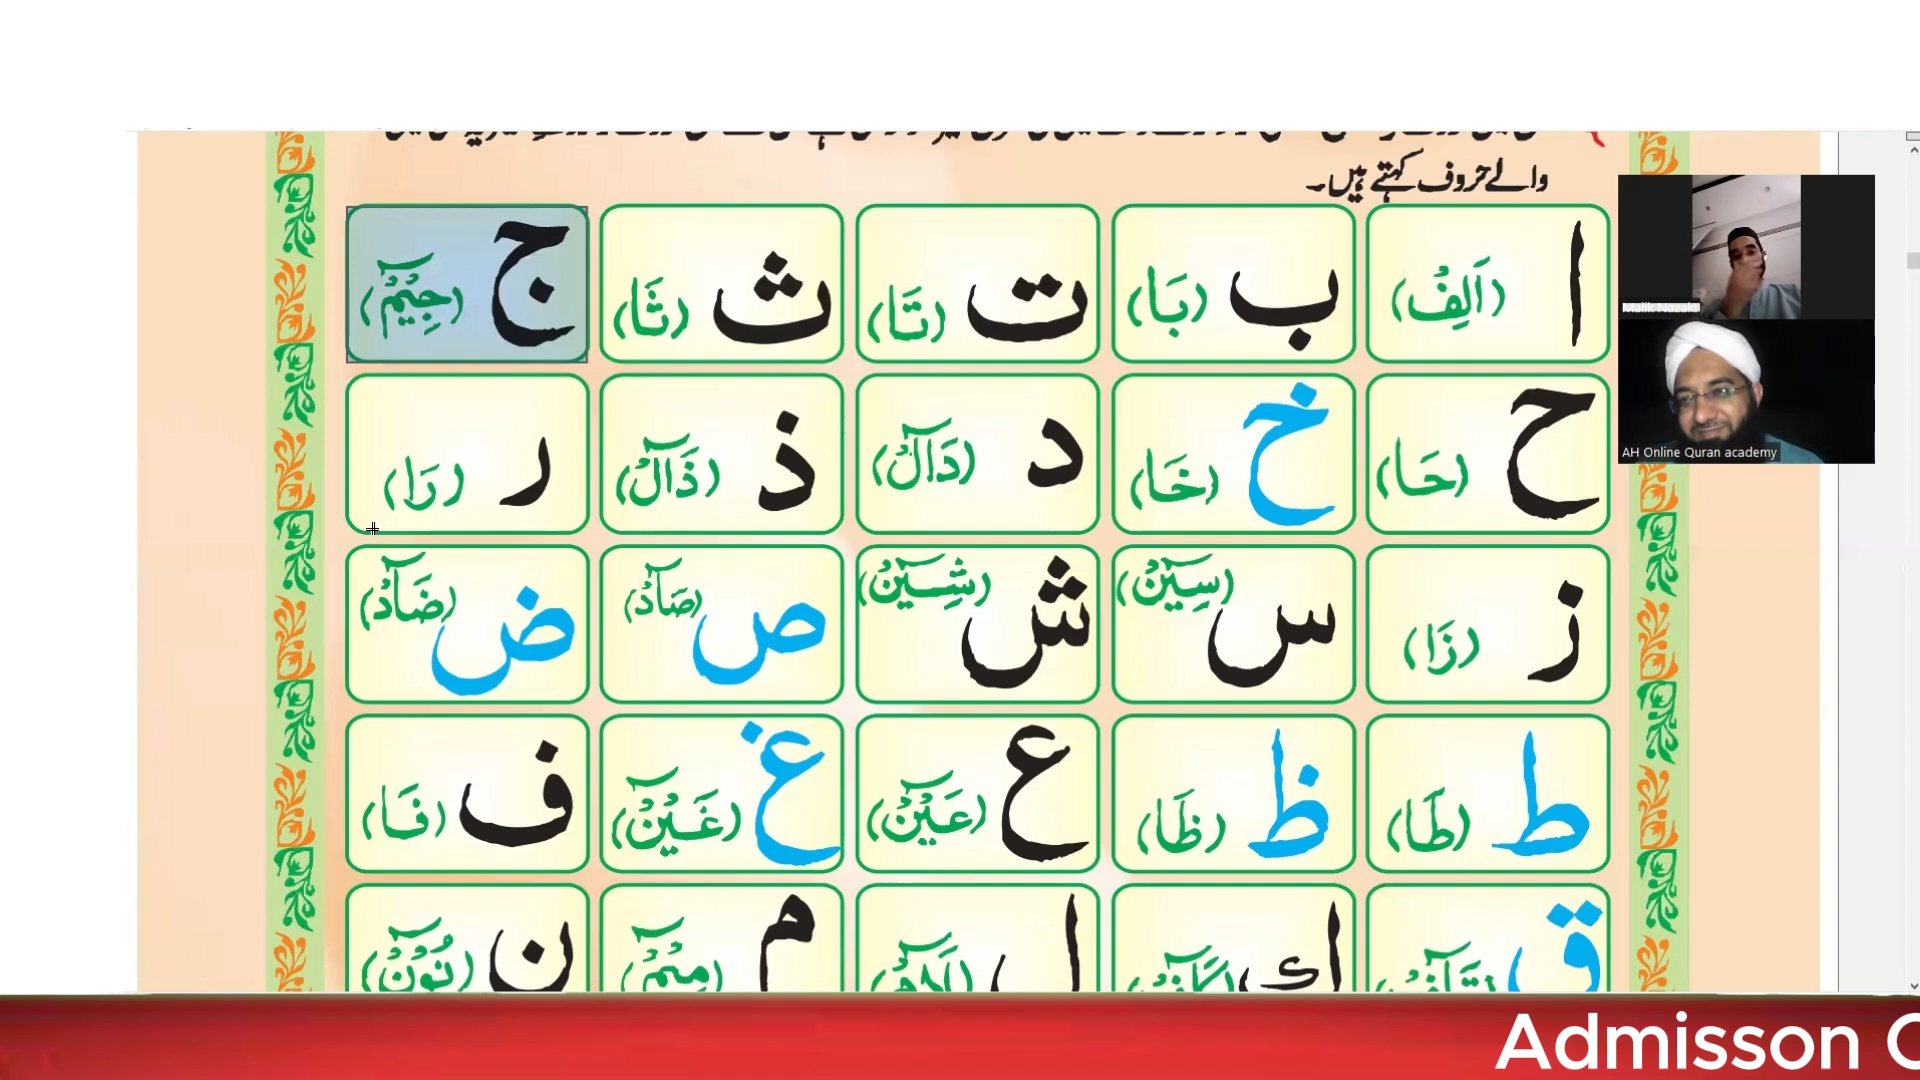 والے حروف کہتے ہیں۔
ا (اَلِفْ) ب (بَا) ت (تَا) ث (ثَا) ج (جِيْمْ)
ح (حَا) خ (خَا) د (دَالْ) ذ (ذَالْ) ر (رَا)
ز (زَا) س (سِيْنْ) ش (شِيْنْ) ص (صَادْ) ض (ضَادْ)
ط (طَا) ظ (ظَا) ع (عَيْنْ) غ (غَيْنْ) ف (فَا)
ق ك ل م (مِيْمْ) ن (نُوْنْ)
AH Online Quran academy
Admisson